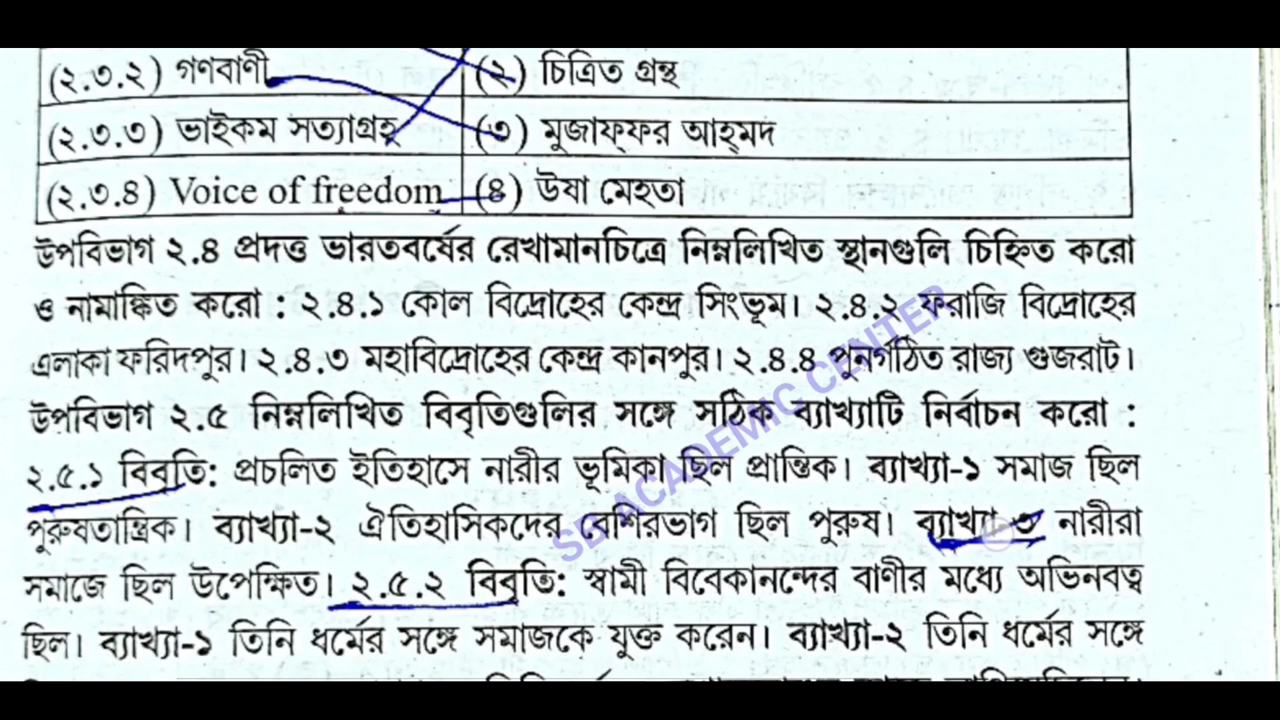 (২.৩.২) গণবাণী (২) চিত্রিত গ্রন্থ
(২.৩.৩) ভাইকম সত্যাগ্রহ (৩) মুজাফ্ফর আহ্মদ
(২.৩.৪) Voice of freedom (৪) উষা মেহতা
উপবিভাগ ২.৪ প্রদত্ত ভারতবর্ষের রেখামানচিত্রে নিম্নলিখিত স্থানগুলি চিহ্নিত করো
ও নামাঙ্কিত করো : ২.৪.১ কোল বিদ্রোহের কেন্দ্র সিংভূম। ২.৪.২ ফরাজি বিদ্রোহের
এলাকা ফরিদপুর। ২.৪.৩ মহাবিদ্রোহের কেন্দ্র কানপুর। ২.৪.৪ পুনর্গঠিত রাজ্য গুজরাট।
উপবিভাগ ২.৫ নিম্নলিখিত বিবৃতিগুলির সঙ্গে সঠিক ব্যাখ্যাটি নির্বাচন করো :
২.৫.১ বিবৃতি: প্রচলিত ইতিহাসে নারীর ভূমিকা ছিল প্রান্তিক। ব্যাখ্যা-১ সমাজ ছিল
পুরুষতান্ত্রিক। ব্যাখ্যা-২ ঐতিহাসিকদের বেশিরভাগ ছিল পুরুষ। ব্যাখ্যা-৩ নারীরা
সমাজে ছিল উপেক্ষিত। ২.৫.২ বিবৃতি: স্বামী বিবেকানন্দের বাণীর মধ্যে অভিনবত্ব
ছিল। ব্যাখ্যা-১ তিনি ধর্মের সঙ্গে সমাজকে যুক্ত করেন। ব্যাখ্যা-২ তিনি ধর্মের সঙ্গে
ACADEMIC CENTER